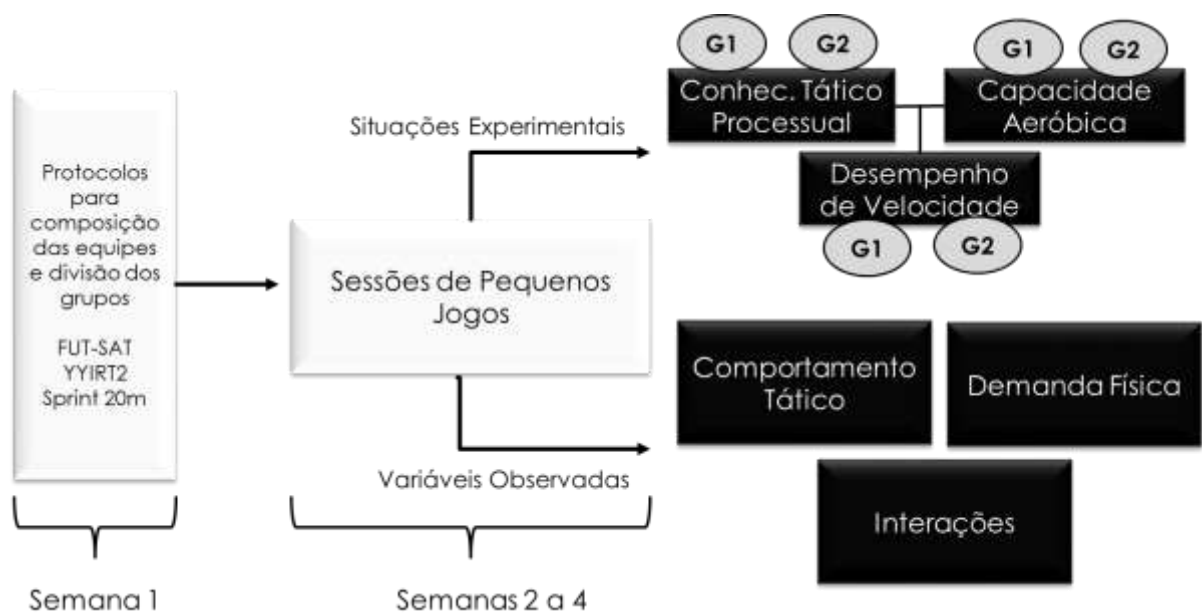 Protocolos
para
composição
das equipes
e divisão dos
grupos
FUT-SAT
YYIRT2
Sprint 20m
Semana 1
Sessões de Pequenos
Jogos
Semanas 2 a 4
Situações Experimentais
G1
G2
Conhec. Tático
Processual
G1
G2
Capacidade
Aeróbica
Desempenho
de Velocidade
G1
G2
Variáveis Observadas
Comportamento
Tático
Demanda Física
Interações